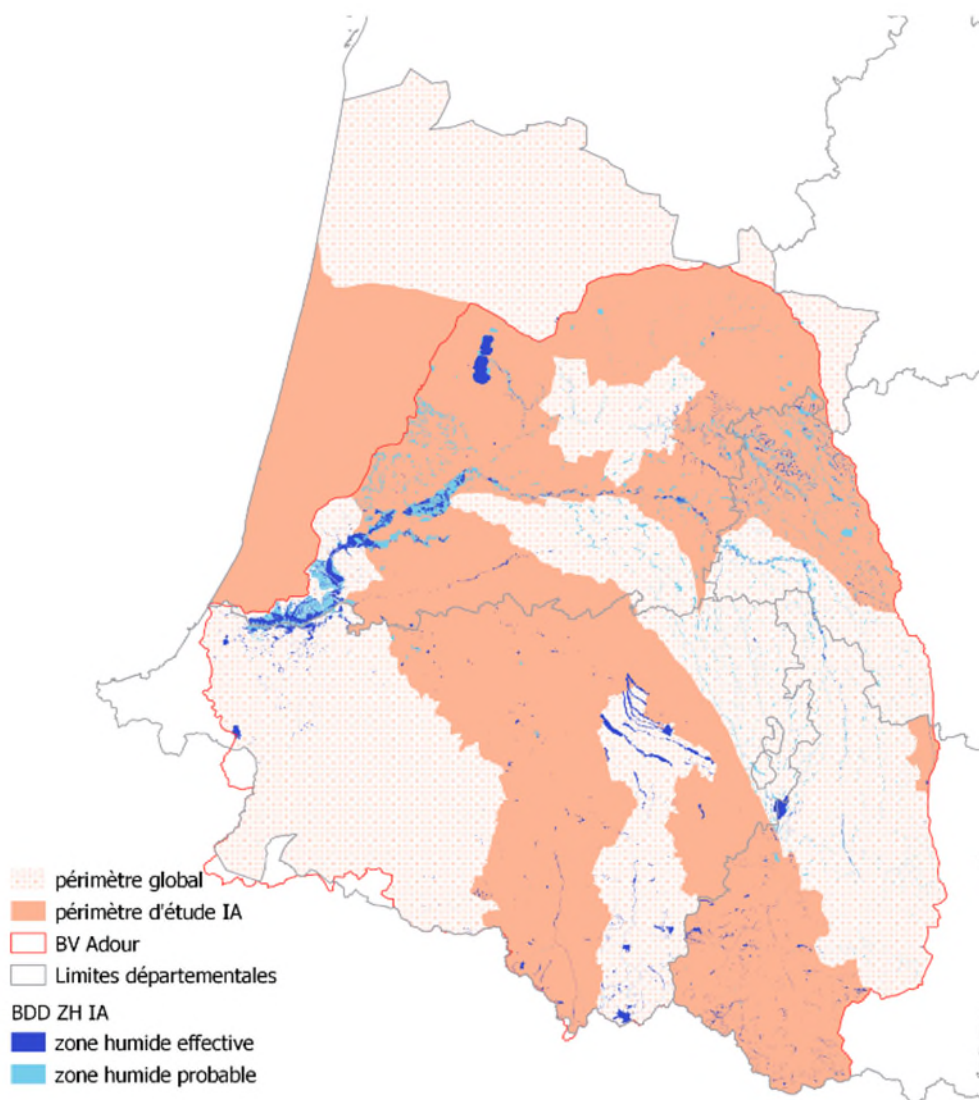 périmètre global
périmètre d'étude IA
BV Adour
Limites départementales
BDD ZH IA
zone humide effective
zone humide probable